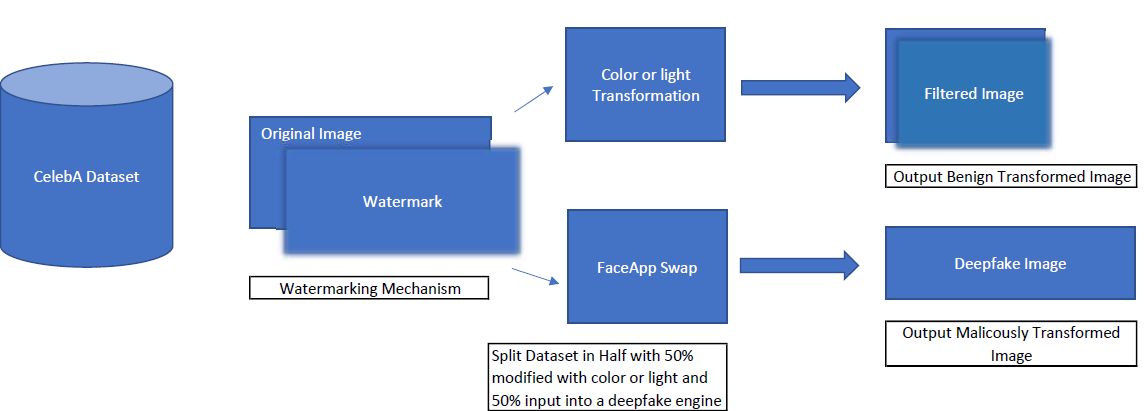 CelebA Dataset
Original Image
Watermark
Watermarking Mechanism
Color or light
Transformation
FaceApp Swap
Split Dataset in Half with 50%
modified with color or light and
50% input into a deepfake engine
Filtered Image
Output Benign Transformed Image
Deepfake Image
Output Malicously Transformed
Image